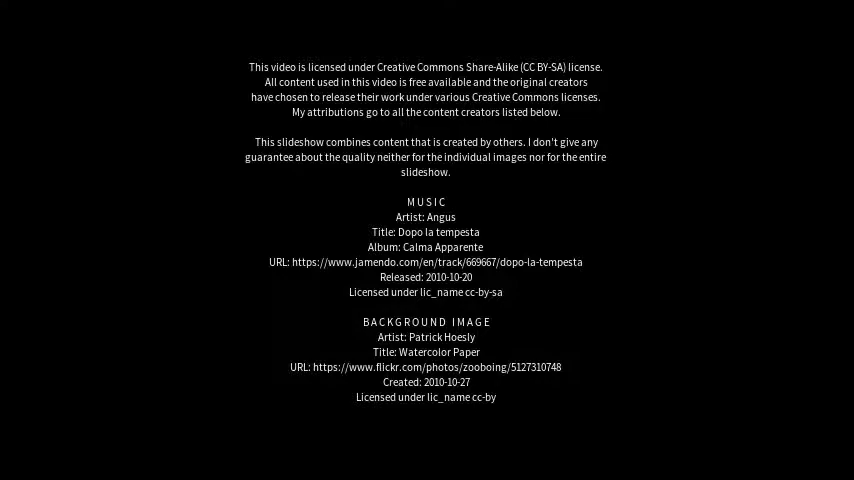 This video is licensed under Creative Commons Share-Alike (CC BY-SA) license.
All content used in this video is free available and the original creators
have chosen to release their work under various Creative Commons licenses.
My attributions go to all the content creators listed below.
This slideshow combines content that is created by others. I don't give any
guarantee about the quality neither for the individual images nor for the entire
slideshow.
MUSIC
Artist: Angus
Title: Dopo la tempesta
Album: Calma Apparente
URL: https://www.jamendo.com/en/track/669667/dopo-la-tempesta
Released: 2010-10-20
Licensed under lic_name cc-by-sa
BACKGROUND IMAGE
Artist: Patrick Hoesly
Title: Watercolor Paper
URL: https://www.flickr.com/photos/zooboing/5127310748
Created: 2010-10-27
Licensed under lic_name cc-by